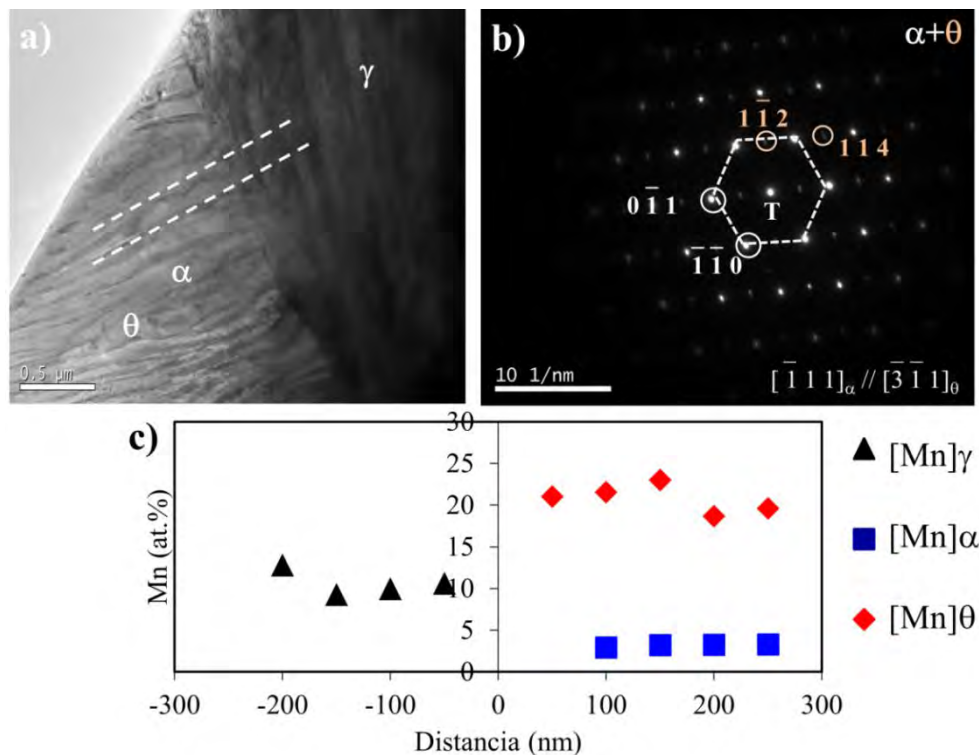 a)
γ
α
θ
0.5 μm
b)
α+θ
1 1̅ 2
1 1 4
0 1̅ 1
T
1̅ 1̅ 0
10 1/nm
[1̅ 1 1]α // [3̅ 1̅ 1]θ
c)
30
25
20
15
10
5
0
Mn (at.%)
-300 -200 -100 0 100 200 300
Distancia (nm)
[Mn]γ
[Mn]α
[Mn]θ